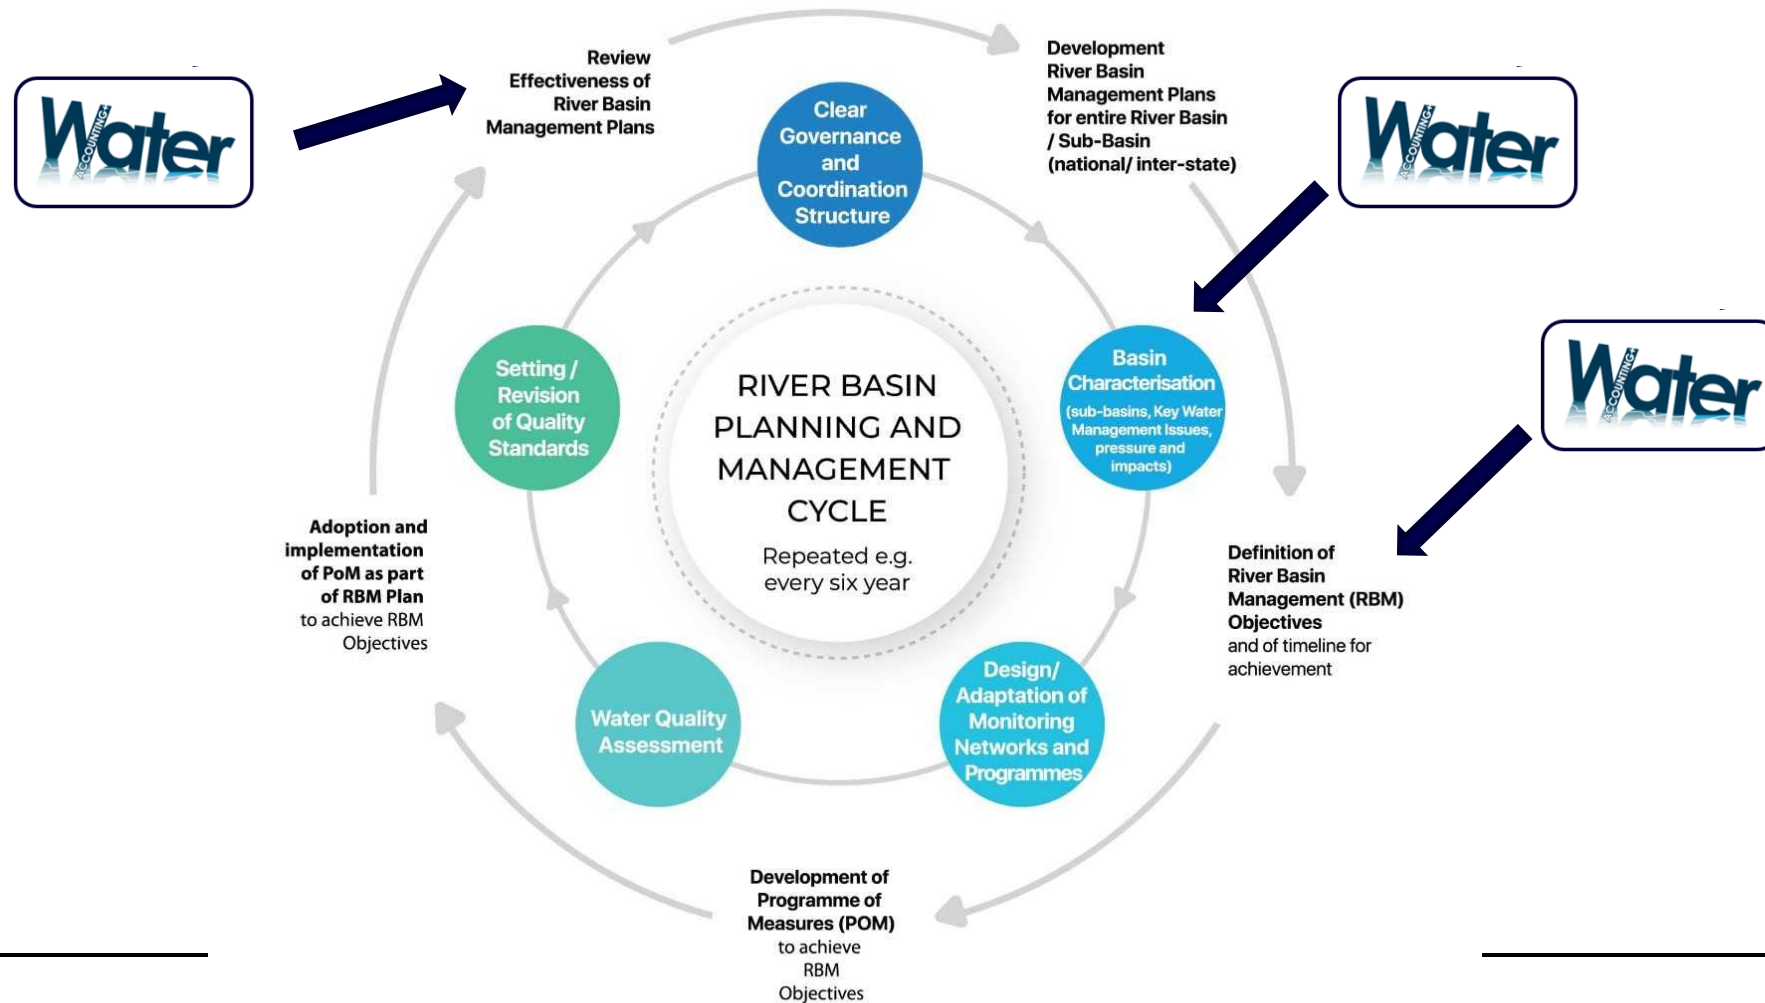 Water
ACCOUNTING+
Review
Effectiveness of
River Basin
Management Plans
Development
River Basin
Management Plans
for entire River Basin
/ Sub-Basin
(national/ inter-state)
Water
ACCOUNTING+
Water
ACCOUNTING+
Clear
Governance
and
Coordination
Structure
Basin
Characterisation
(sub-basins, Key Water
Management Issues,
pressure and
impacts)
Setting /
Revision
of Quality
Standards
RIVER BASIN
PLANNING AND
MANAGEMENT
CYCLE
Repeated e.g.
every six year
Definition of
River Basin
Management (RBM)
Objectives
and of timeline for
achievement
Adoption and
implementation
of PoM as part
of RBM Plan
to achieve RBM
Objectives
Design/
Adaptation of
Monitoring
Networks and
Programmes
Water Quality
Assessment
Development of
Programme of
Measures (POM)
to achieve
RBM
Objectives